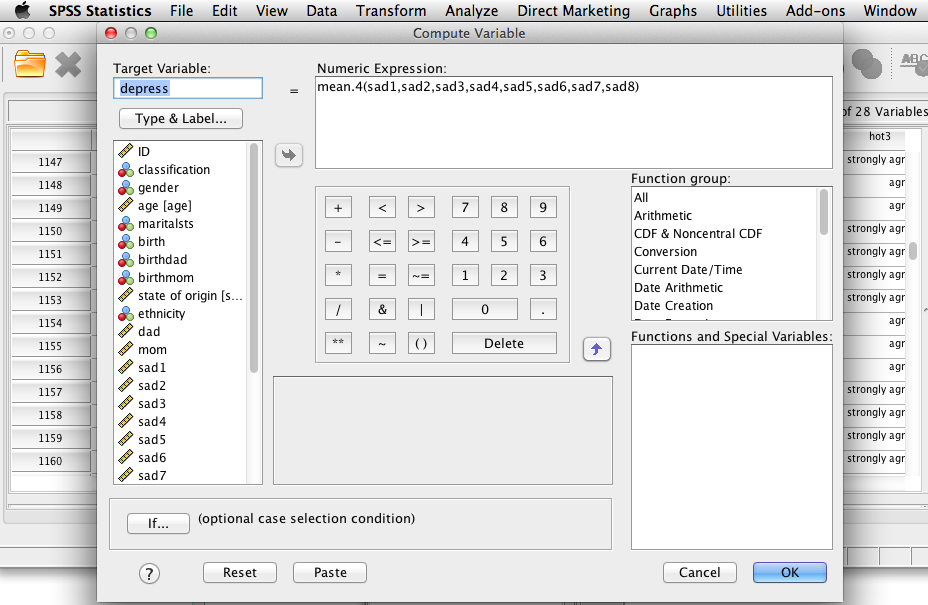 SPSS Statistics File Edit View Data Transform Analyze Direct Marketing Graphs Utilities Add-ons Window
Compute Variable
Target Variable:
depress
=
Numeric Expression:
mean.4(sad1,sad2,sad3,sad4,sad5,sad6,sad7,sad8)
Type & Label...
ID
classification
gender
age [age]
maritalsts
birth
birthdad
birthmom
state of origin [s...
ethnicity
dad
mom
sad1
sad2
sad3
sad4
sad5
sad6
sad7
+ < > 7 8 9
- <= >= 4 5 6
* = ~= 1 2 3
/ & | 0 .
** ~ () Delete
Function group:
All
Arithmetic
CDF & Noncentral CDF
Conversion
Current Date/Time
Date Arithmetic
Date Creation
Functions and Special Variables:
If...
(optional case selection condition)
?
Reset
Paste
Cancel
OK
1147
1148
1149
1150
1151
1152
1153
1154
1155
1156
1157
1158
1159
1160
ABC
of 28 Variables
hot3
strongly agr
agr
agr
strongly agr
strongly agr
strongly agr
strongly agr
agr
agr
agr
strongly agr
strongly agr
strongly agr
strongly agr